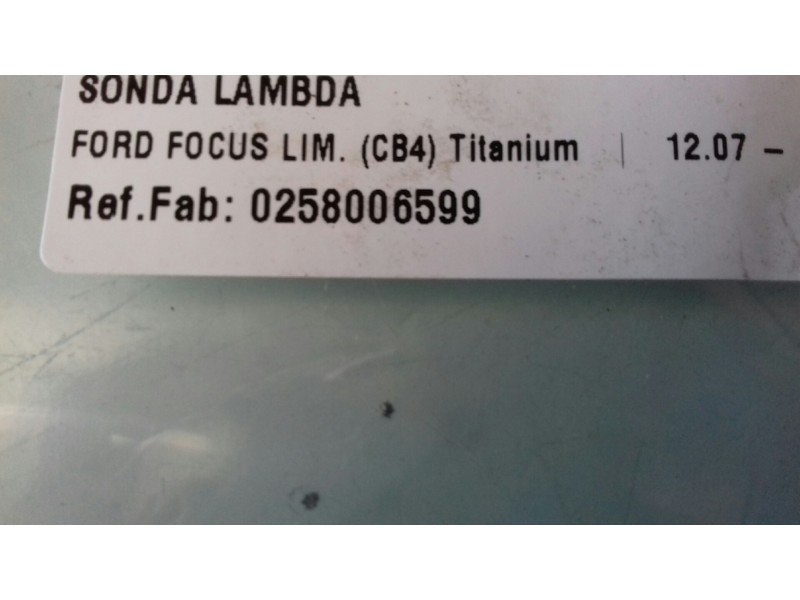 SONDA LAMBDA
FORD FOCUS LIM. (CB4) Titanium | 12.07 -
Ref.Fab: 0258006599